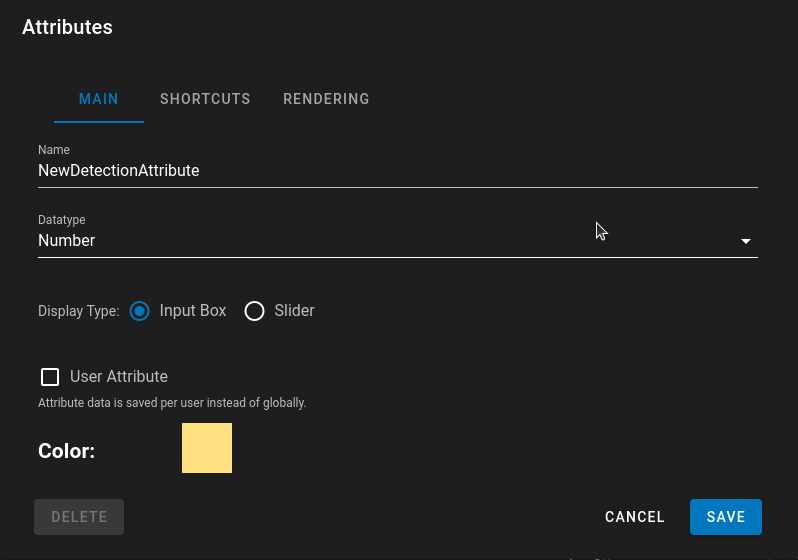 Attributes
MAIN SHORTCUTS RENDERING
Name
NewDetectionAttribute
Datatype
Number
Display Type: Input Box Slider
User Attribute
Attribute data is saved per user instead of globally.
Color:
DELETE CANCEL SAVE